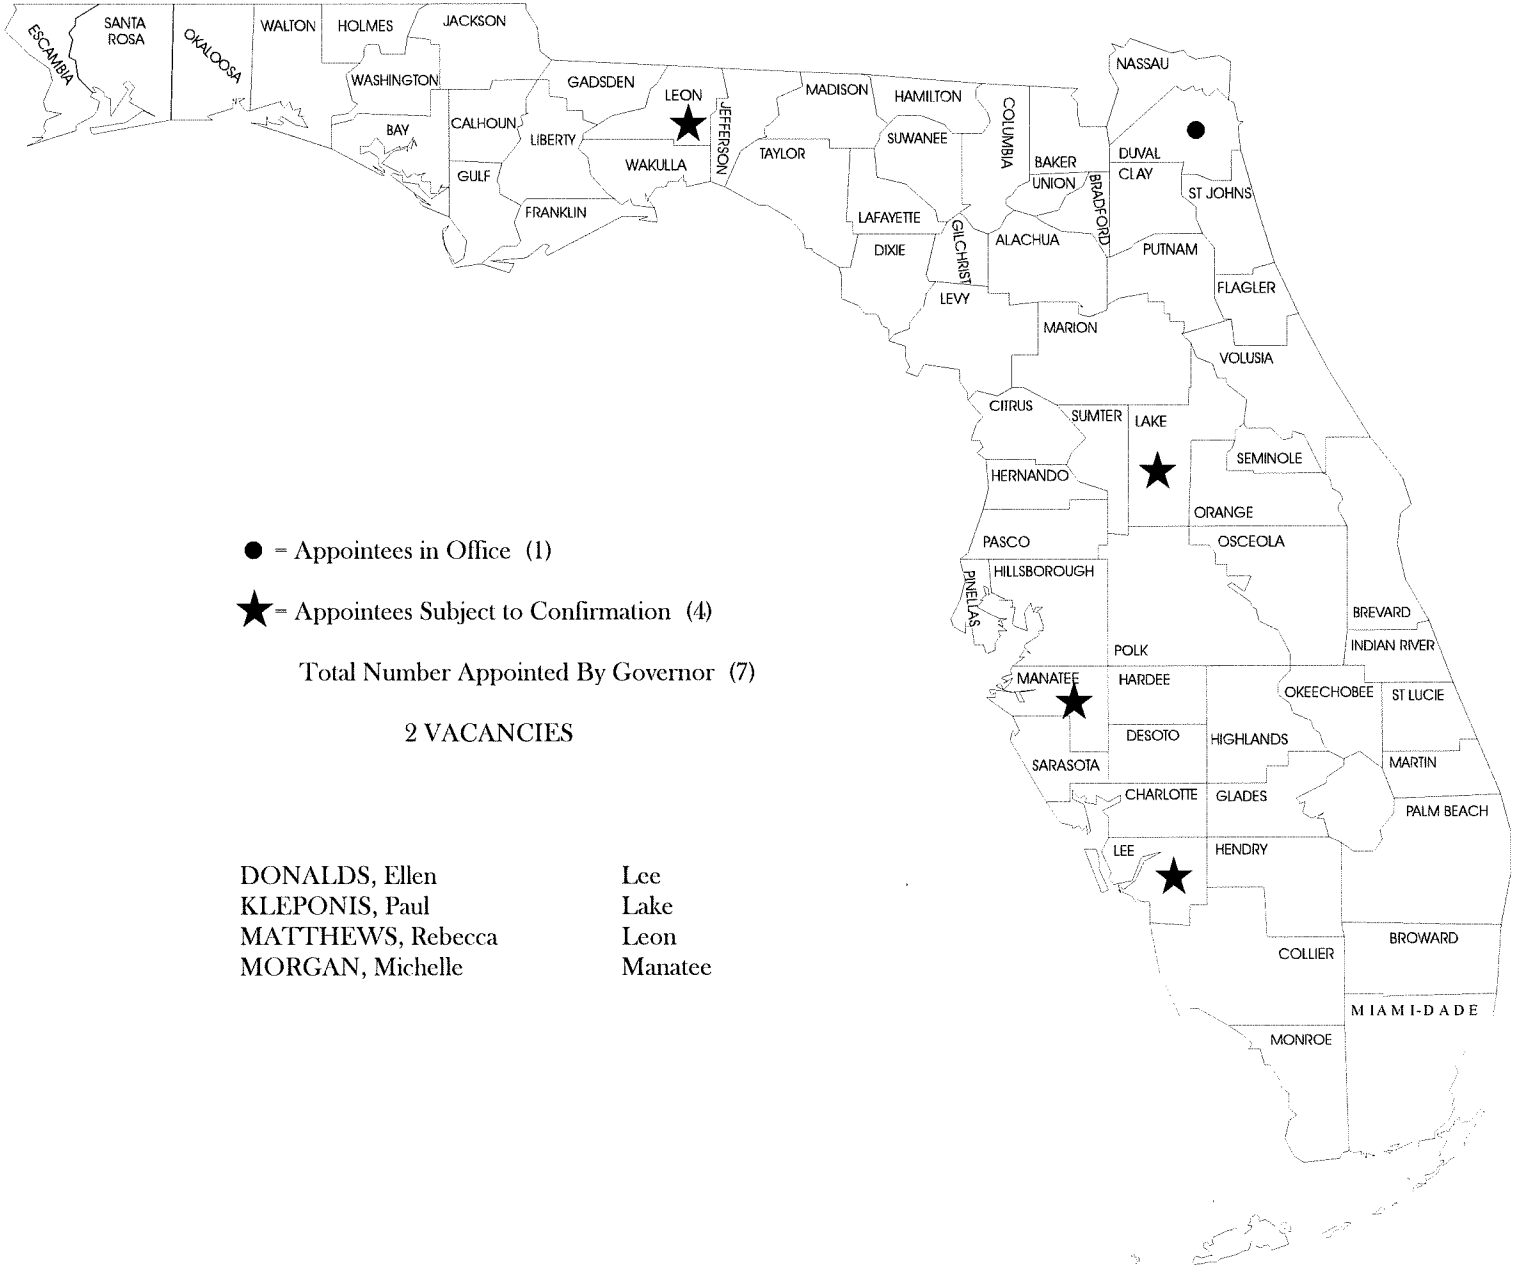 ESCAMBIA
SANTA
ROSA
OKALOOSA
WALTON
HOLMES
JACKSON
WASHINGTON
BAY
CALHOUN
GULF
LIBERTY
GADSDEN
FRANKLIN
LEON
WAKULLA
JEFFERSON
MADISON
TAYLOR
HAMILTON
SUWANEE
LAFAYETTE
DIXIE
COLUMBIA
GILCHRIST
LEVY
BAKER
UNION
BRADFORD
ALACHUA
NASSAU
DUVAL
CLAY
ST JOHNS
PUTNAM
FLAGLER
MARION
VOLUSIA
CITRUS
SUMTER
LAKE
SEMINOLE
HERNANDO
ORANGE
PASCO
OSCEOLA
HILLSBOROUGH
PINELLAS
BREVARD
POLK
INDIAN RIVER
MANATEE
HARDEE
OKEECHOBEE
ST LUCIE
DESOTO
HIGHLANDS
SARASOTA
MARTIN
CHARLOTTE
GLADES
PALM BEACH
LEE
HENDRY
BROWARD
COLLIER
MIAMI-DADE
MONROE
= Appointees in Office (1)
= Appointees Subject to Confirmation (4)
Total Number Appointed By Governor (7)
2 VACANCIES
DONALDS, Ellen Lee
KLEPONIS, Paul Lake
MATTHEWS, Rebecca Leon
MORGAN, Michelle Manatee